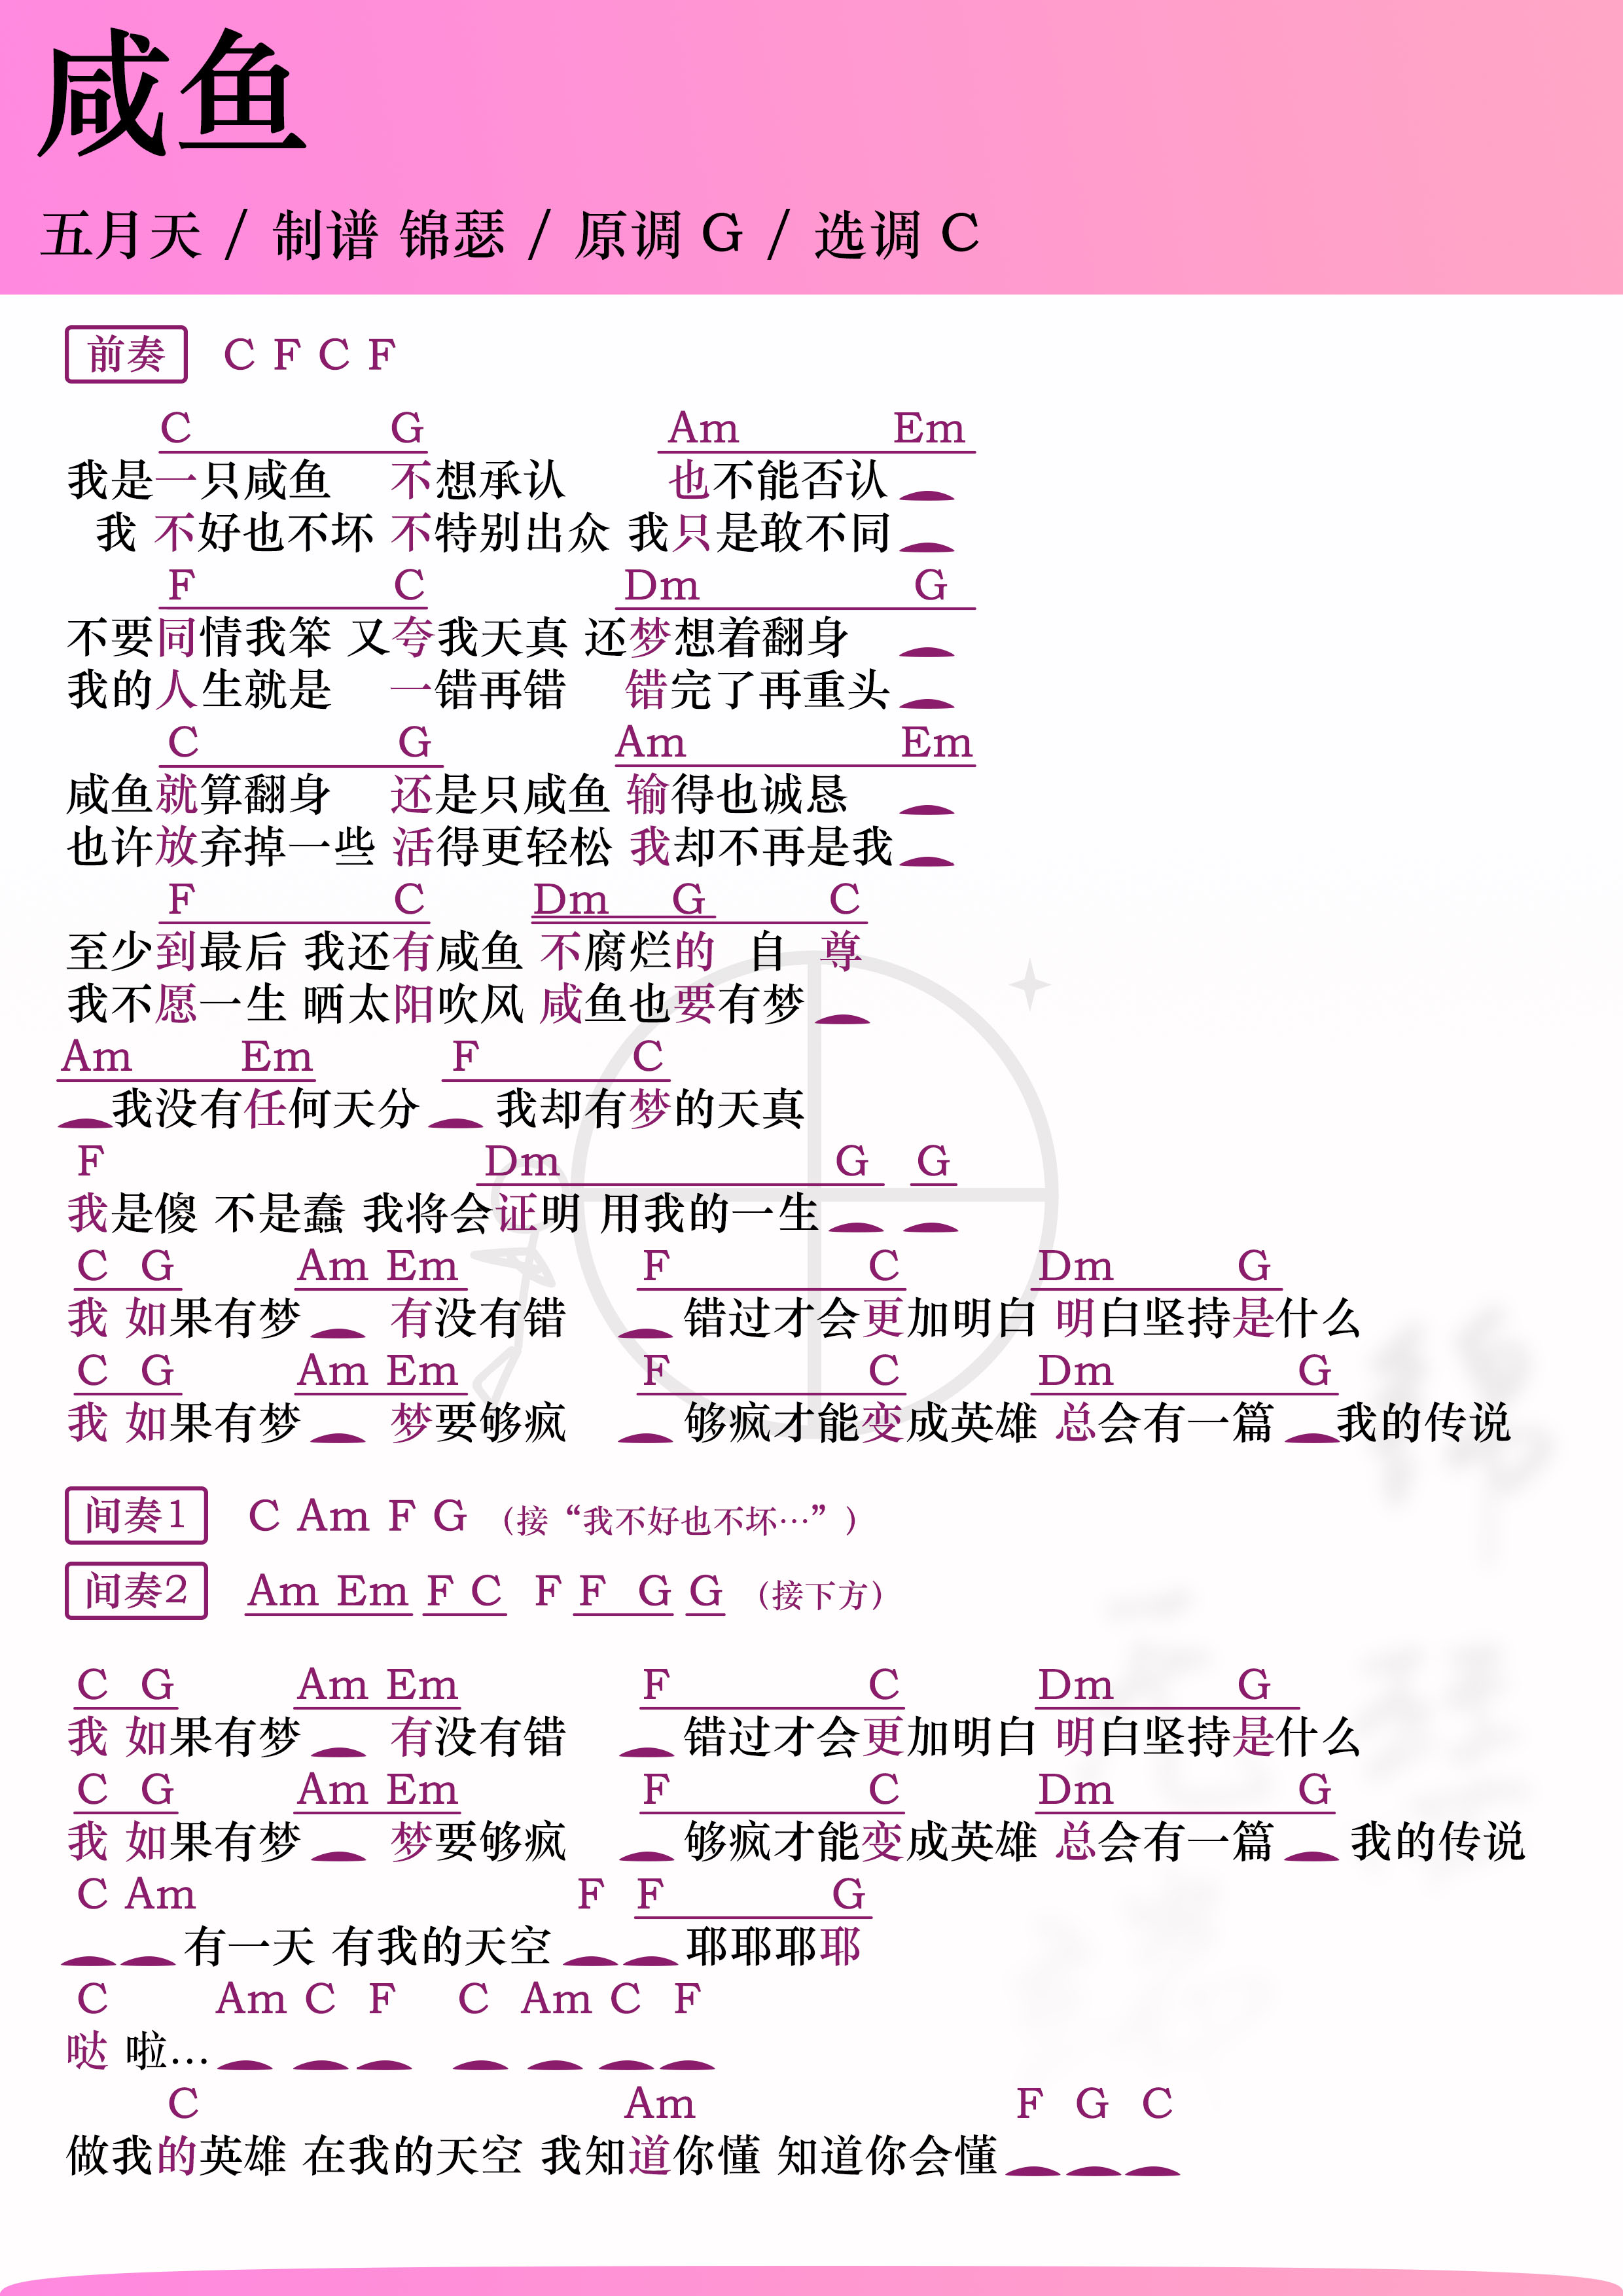 咸鱼
五月天 / 制谱 锦瑟 / 原调 G / 选调 C
前奏 C F C F
C G Am Em
我是一只咸鱼 不想承认 也不能否认
我 不好也不坏 不特别出众 我只是敢不同
F C Dm G
不要同情我笨 又夸我天真 还梦想着翻身
我的人生就是 一错再错 错完了再重头
C G Am Em
咸鱼就算翻身 还是只咸鱼 输得也诚恳
也许放弃掉一些 活得更轻松 我却不再是我
F C Dm G C
至少到最后 我还有咸鱼 不腐烂的 自 尊
我不愿一生 晒太阳吹风 咸鱼也要有梦
Am Em F C
我没有任何天分 我却有梦的天真
F Dm G G
我是傻 不是蠢 我将会证明 用我的一生
C G Am Em F C Dm G
我 如果有梦 有没有错 错过才会更加明白 明白坚持是什么
C G Am Em F C Dm G
我 如果有梦 梦要够疯 够疯才能变成英雄 总会有一篇 我的传说
间奏1 C Am F G （接“我不好也不坏…”）
间奏2 Am Em F C F F G G （接下方）
C G Am Em F C Dm G
我 如果有梦 有没有错 错过才会更加明白 明白坚持是什么
C G Am Em F C Dm G
我 如果有梦 梦要够疯 够疯才能变成英雄 总会有一篇 我的传说
C Am F F G
有一天 有我的天空 耶耶耶耶
C Am C F C Am C F
哒 啦…
C Am F G C
做我的英雄 在我的天空 我知道你懂 知道你会懂